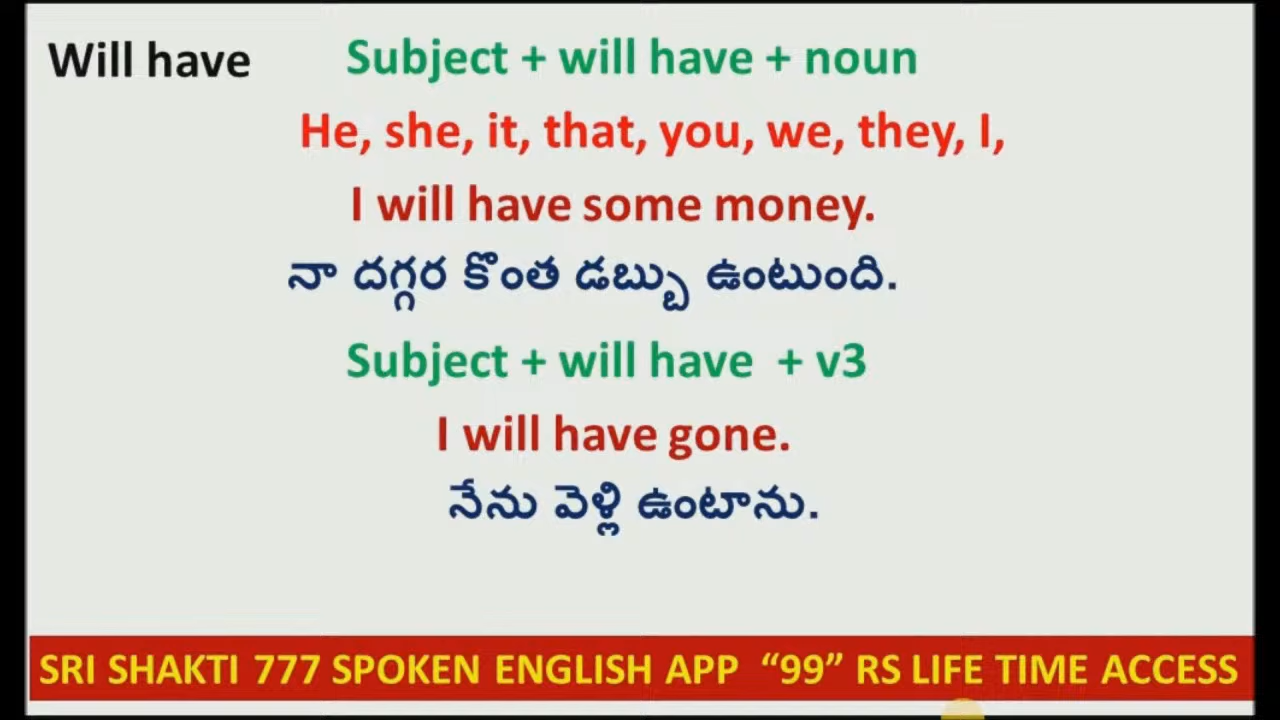 Will have Subject + will have + noun
He, she, it, that, you, we, they, I,
I will have some money.
నా దగ్గర కొంత డబ్బు ఉంటుంది.
Subject + will have + v3
I will have gone.
నేను వెళ్లి ఉంటాను.
SRI SHAKTI 777 SPOKEN ENGLISH APP “99” RS LIFE TIME ACCESS